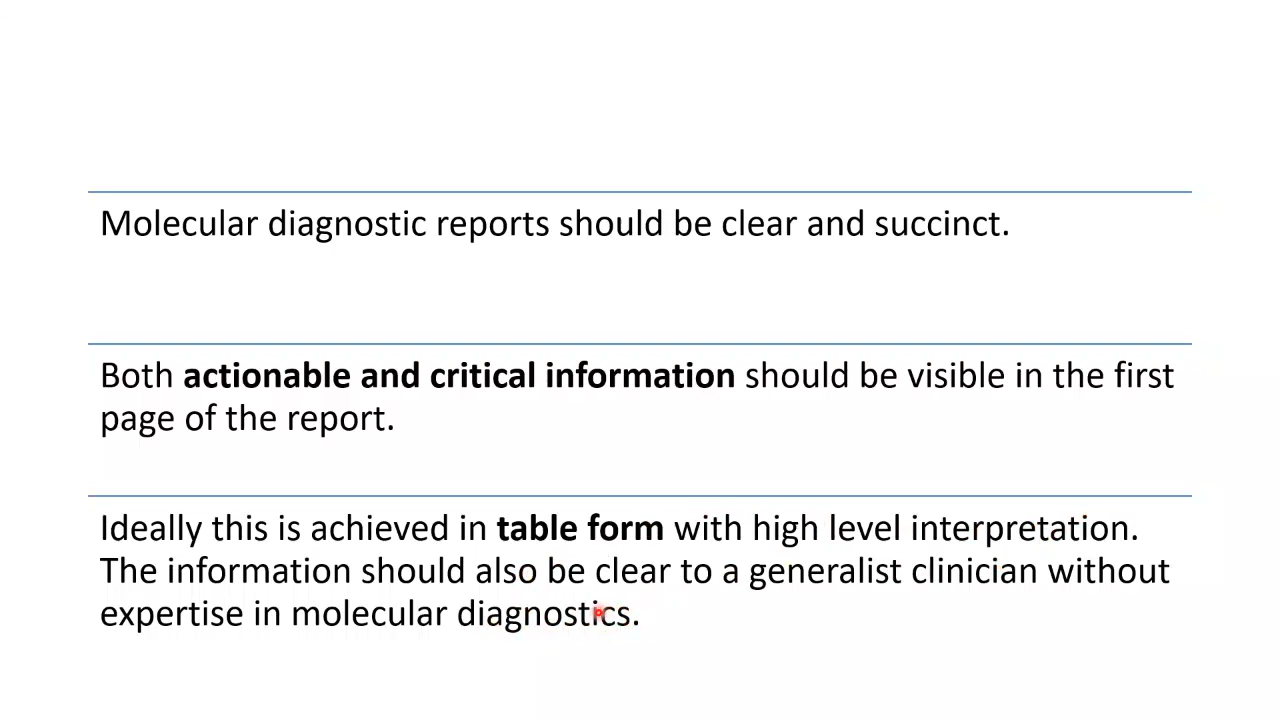 Molecular diagnostic reports should be clear and succinct.
Both actionable and critical information should be visible in the first
page of the report.
Ideally this is achieved in table form with high level interpretation.
The information should also be clear to a generalist clinician without
expertise in molecular diagnostics.